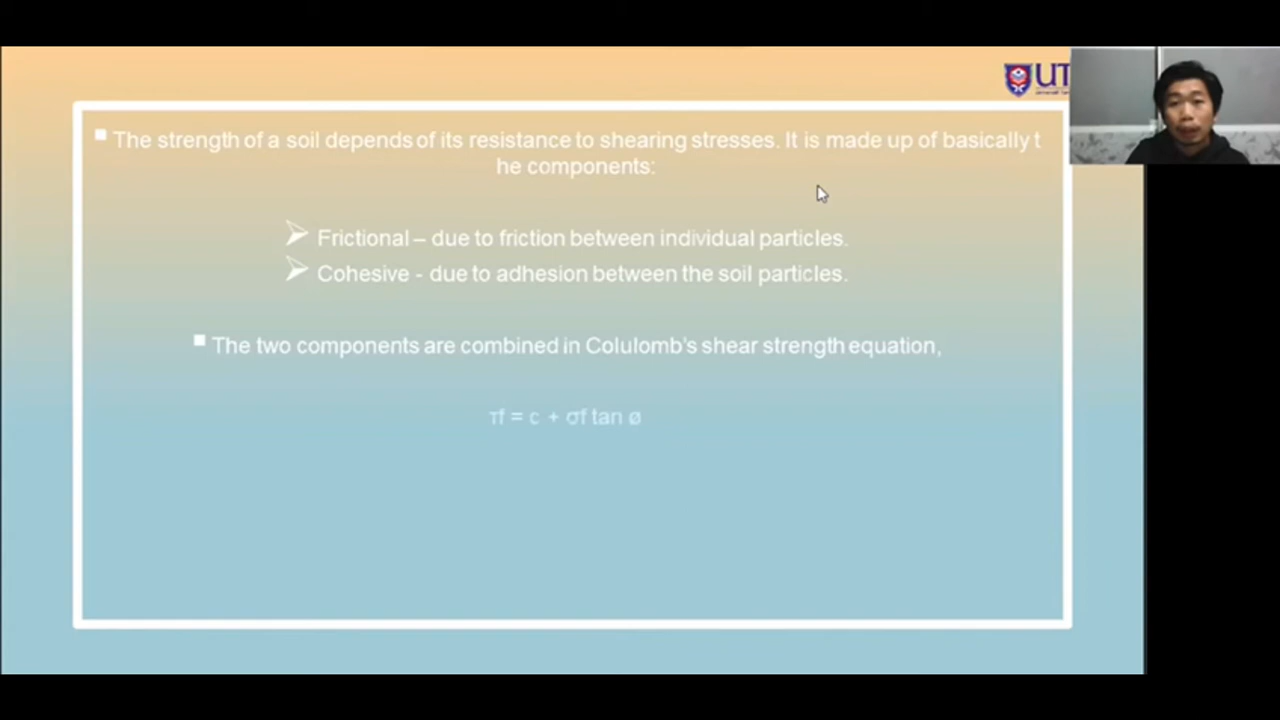 UT
The strength of a soil depends of its resistance to shearing stresses. It is made up of basically t
he components:
Frictional – due to friction between individual particles.
Cohesive - due to adhesion between the soil particles.
The two components are combined in Colulomb's shear strength equation,
τf = c + σf tan ø